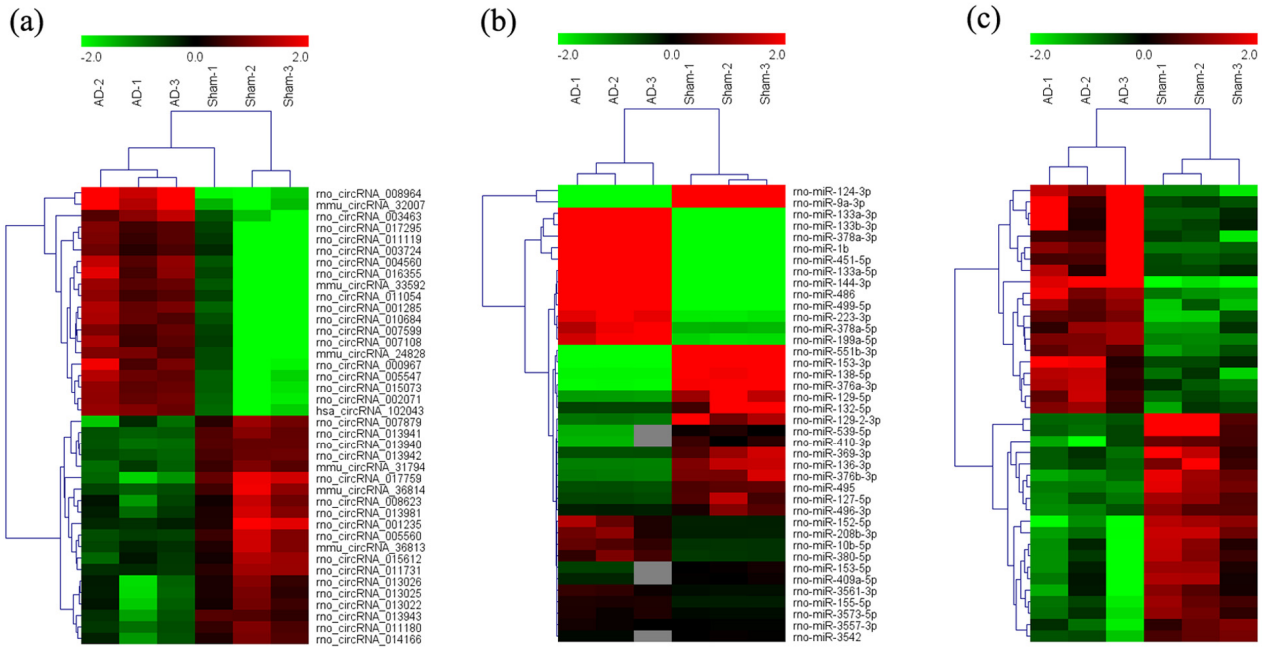 (a)
-2.0 0.0 2.0
AD-2 AD-1 AD-3 Sham-1 Sham-2 Sham-3
rno_circRNA_008964
mmu_circRNA_32007
rno_circRNA_003463
rno_circRNA_017295
rno_circRNA_011119
rno_circRNA_003724
rno_circRNA_004560
rno_circRNA_016355
mmu_circRNA_33592
rno_circRNA_011054
rno_circRNA_001285
rno_circRNA_010684
rno_circRNA_007599
rno_circRNA_007108
mmu_circRNA_24828
rno_circRNA_000967
rno_circRNA_005547
rno_circRNA_015073
rno_circRNA_002071
hsa_circRNA_102043
rno_circRNA_007879
rno_circRNA_013941
rno_circRNA_013940
rno_circRNA_013942
mmu_circRNA_31794
rno_circRNA_017759
mmu_circRNA_36814
rno_circRNA_008623
rno_circRNA_013981
rno_circRNA_001235
rno_circRNA_005560
mmu_circRNA_36813
rno_circRNA_015612
rno_circRNA_011731
rno_circRNA_013026
rno_circRNA_013025
rno_circRNA_013022
rno_circRNA_013943
rno_circRNA_011180
rno_circRNA_014166
(b)
-2.0 0.0 2.0
AD-1 AD-2 AD-3 Sham-1 Sham-2 Sham-3
rno-miR-124-3p
rno-miR-9a-3p
rno-miR-133a-3p
rno-miR-133b-3p
rno-miR-378a-3p
rno-miR-1b
rno-miR-451-5p
rno-miR-133a-5p
rno-miR-144-3p
rno-miR-486
rno-miR-499-5p
rno-miR-223-3p
rno-miR-378a-5p
rno-miR-199a-5p
rno-miR-551b-3p
rno-miR-153-3p
rno-miR-138-5p
rno-miR-376a-3p
rno-miR-129-5p
rno-miR-132-5p
rno-miR-129-2-3p
rno-miR-539-5p
rno-miR-410-3p
rno-miR-369-3p
rno-miR-136-3p
rno-miR-376b-3p
rno-miR-495
rno-miR-127-5p
rno-miR-496-3p
rno-miR-152-5p
rno-miR-208b-3p
rno-miR-10b-5p
rno-miR-380-5p
rno-miR-153-5p
rno-miR-409a-5p
rno-miR-3561-3p
rno-miR-155-5p
rno-miR-3573-5p
rno-miR-3557-3p
rno-miR-3542
(c)
-2.0 0.0 2.0
AD-1 AD-2 AD-3 Sham-1 Sham-2 Sham-3